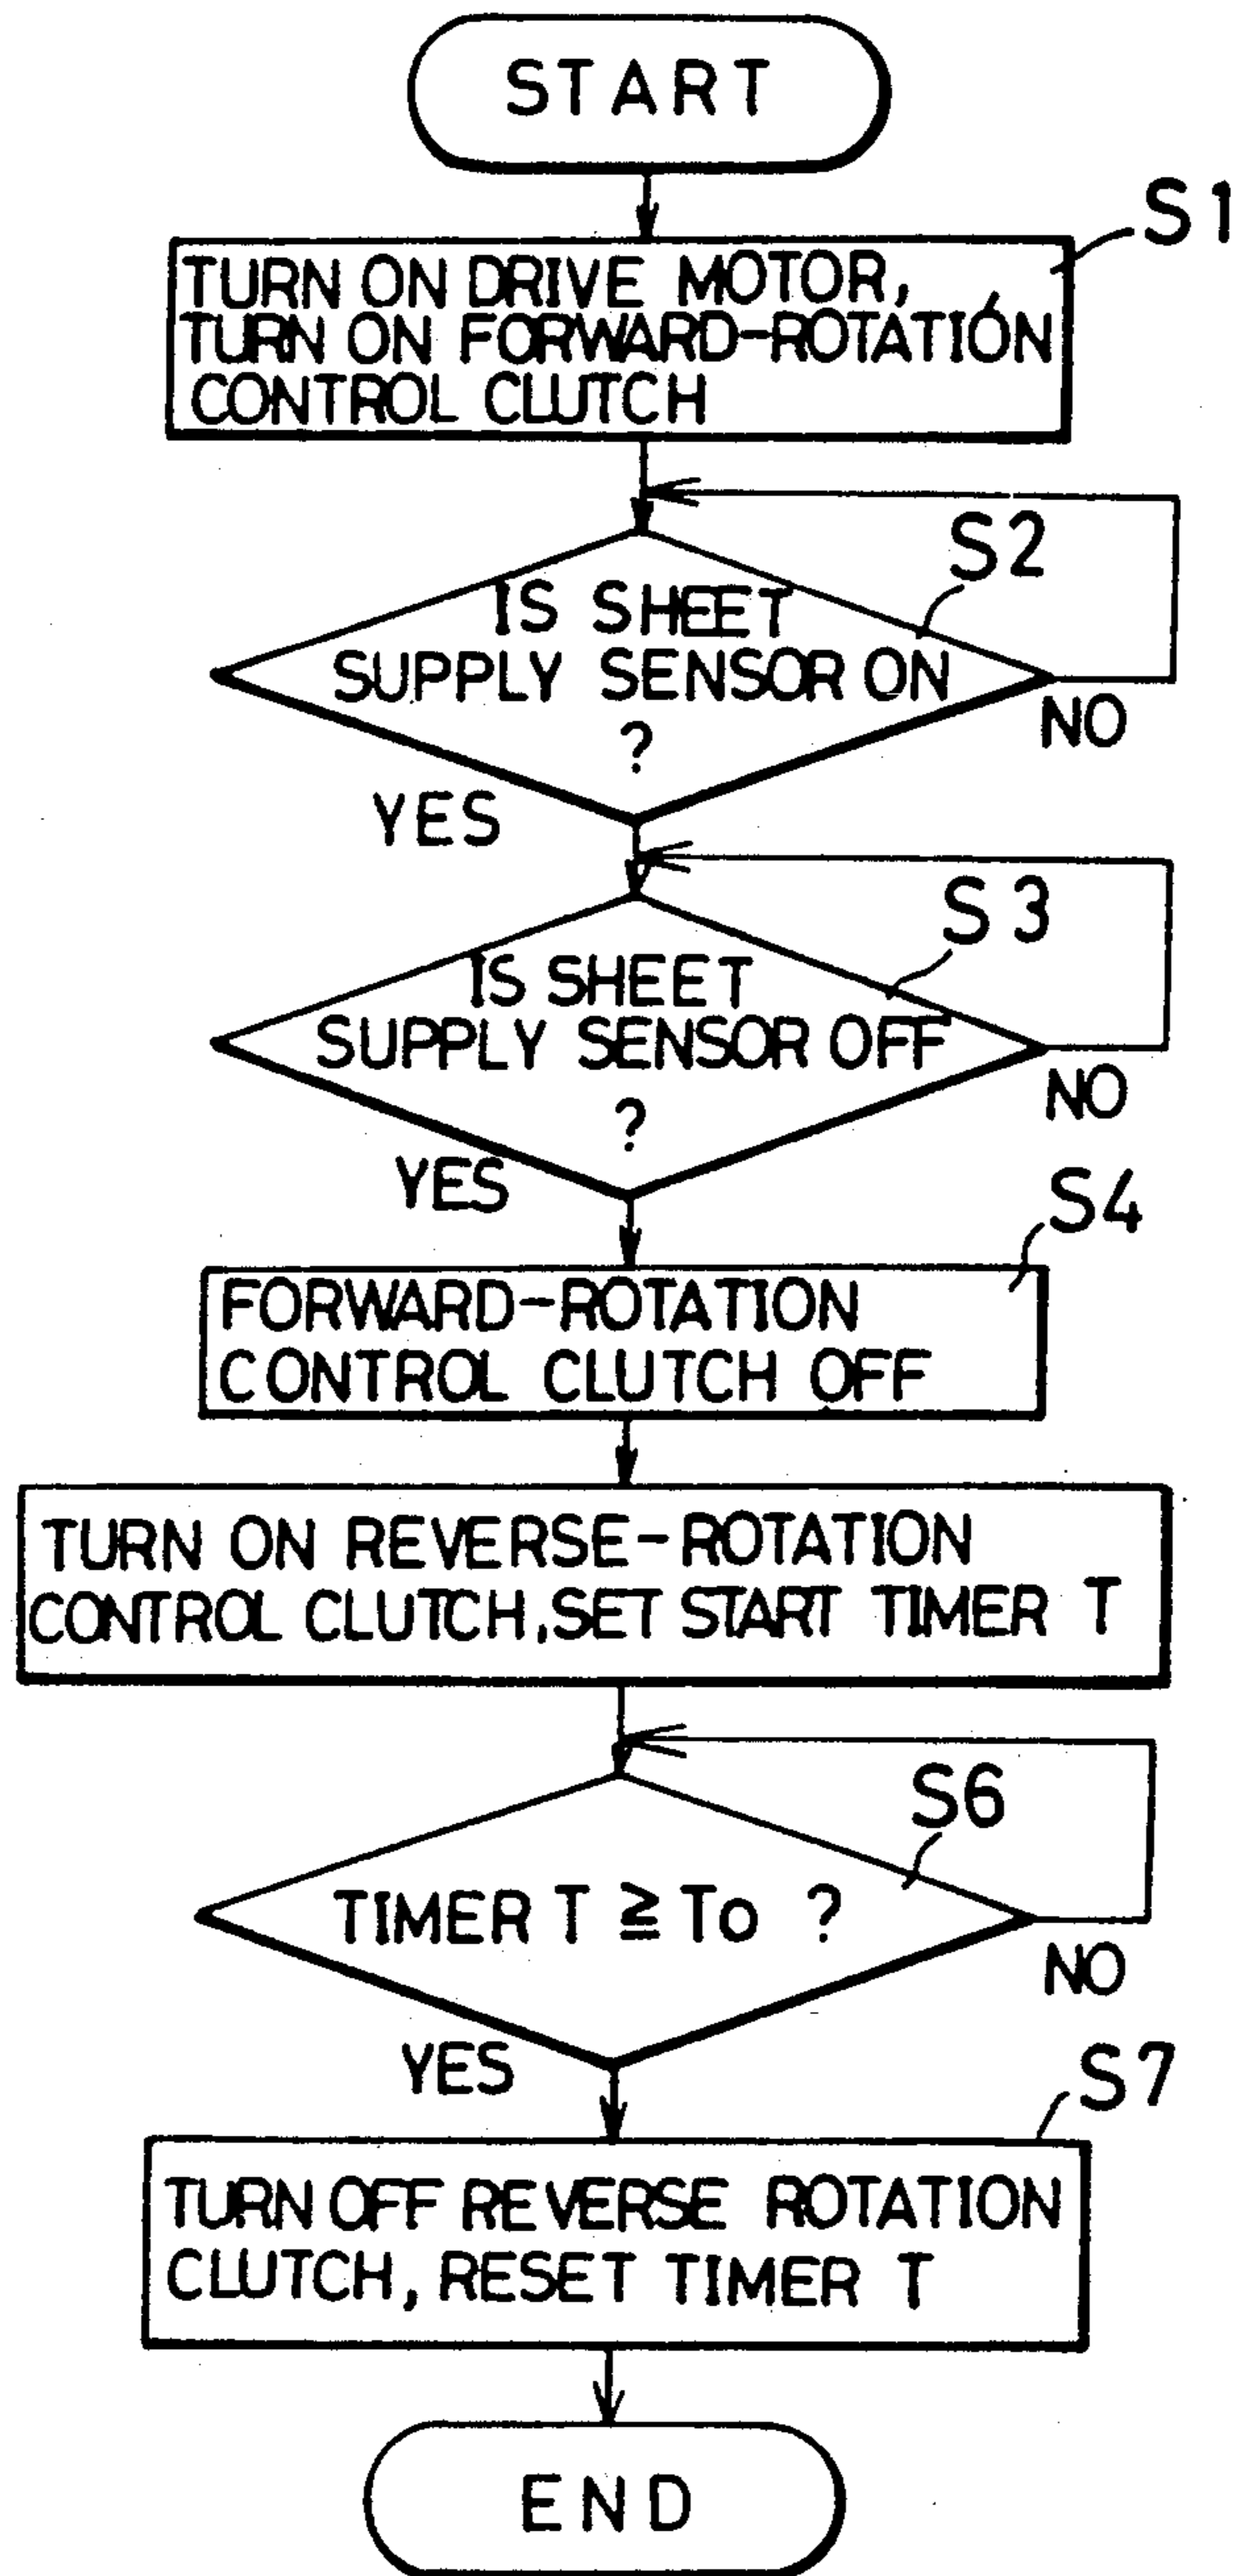 START
S1
TURN ON DRIVE MOTOR,
TURN ON FORWARD-ROTATION
CONTROL CLUTCH
S2
IS SHEET
SUPPLY SENSOR ON
?
NO
YES
S3
IS SHEET
SUPPLY SENSOR OFF
?
NO
YES
S4
FORWARD-ROTATION
CONTROL CLUTCH OFF
TURN ON REVERSE-ROTATION
CONTROL CLUTCH, SET START TIMER T
S6
TIMER T ≧ To ?
NO
YES
S7
TURN OFF REVERSE ROTATION
CLUTCH, RESET TIMER T
END